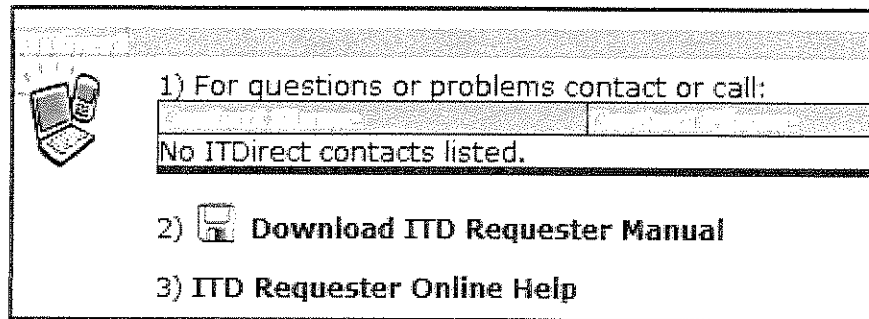 1) For questions or problems contact or call:
No ITDirect contacts listed.
2) Download ITD Requester Manual
3) ITD Requester Online Help